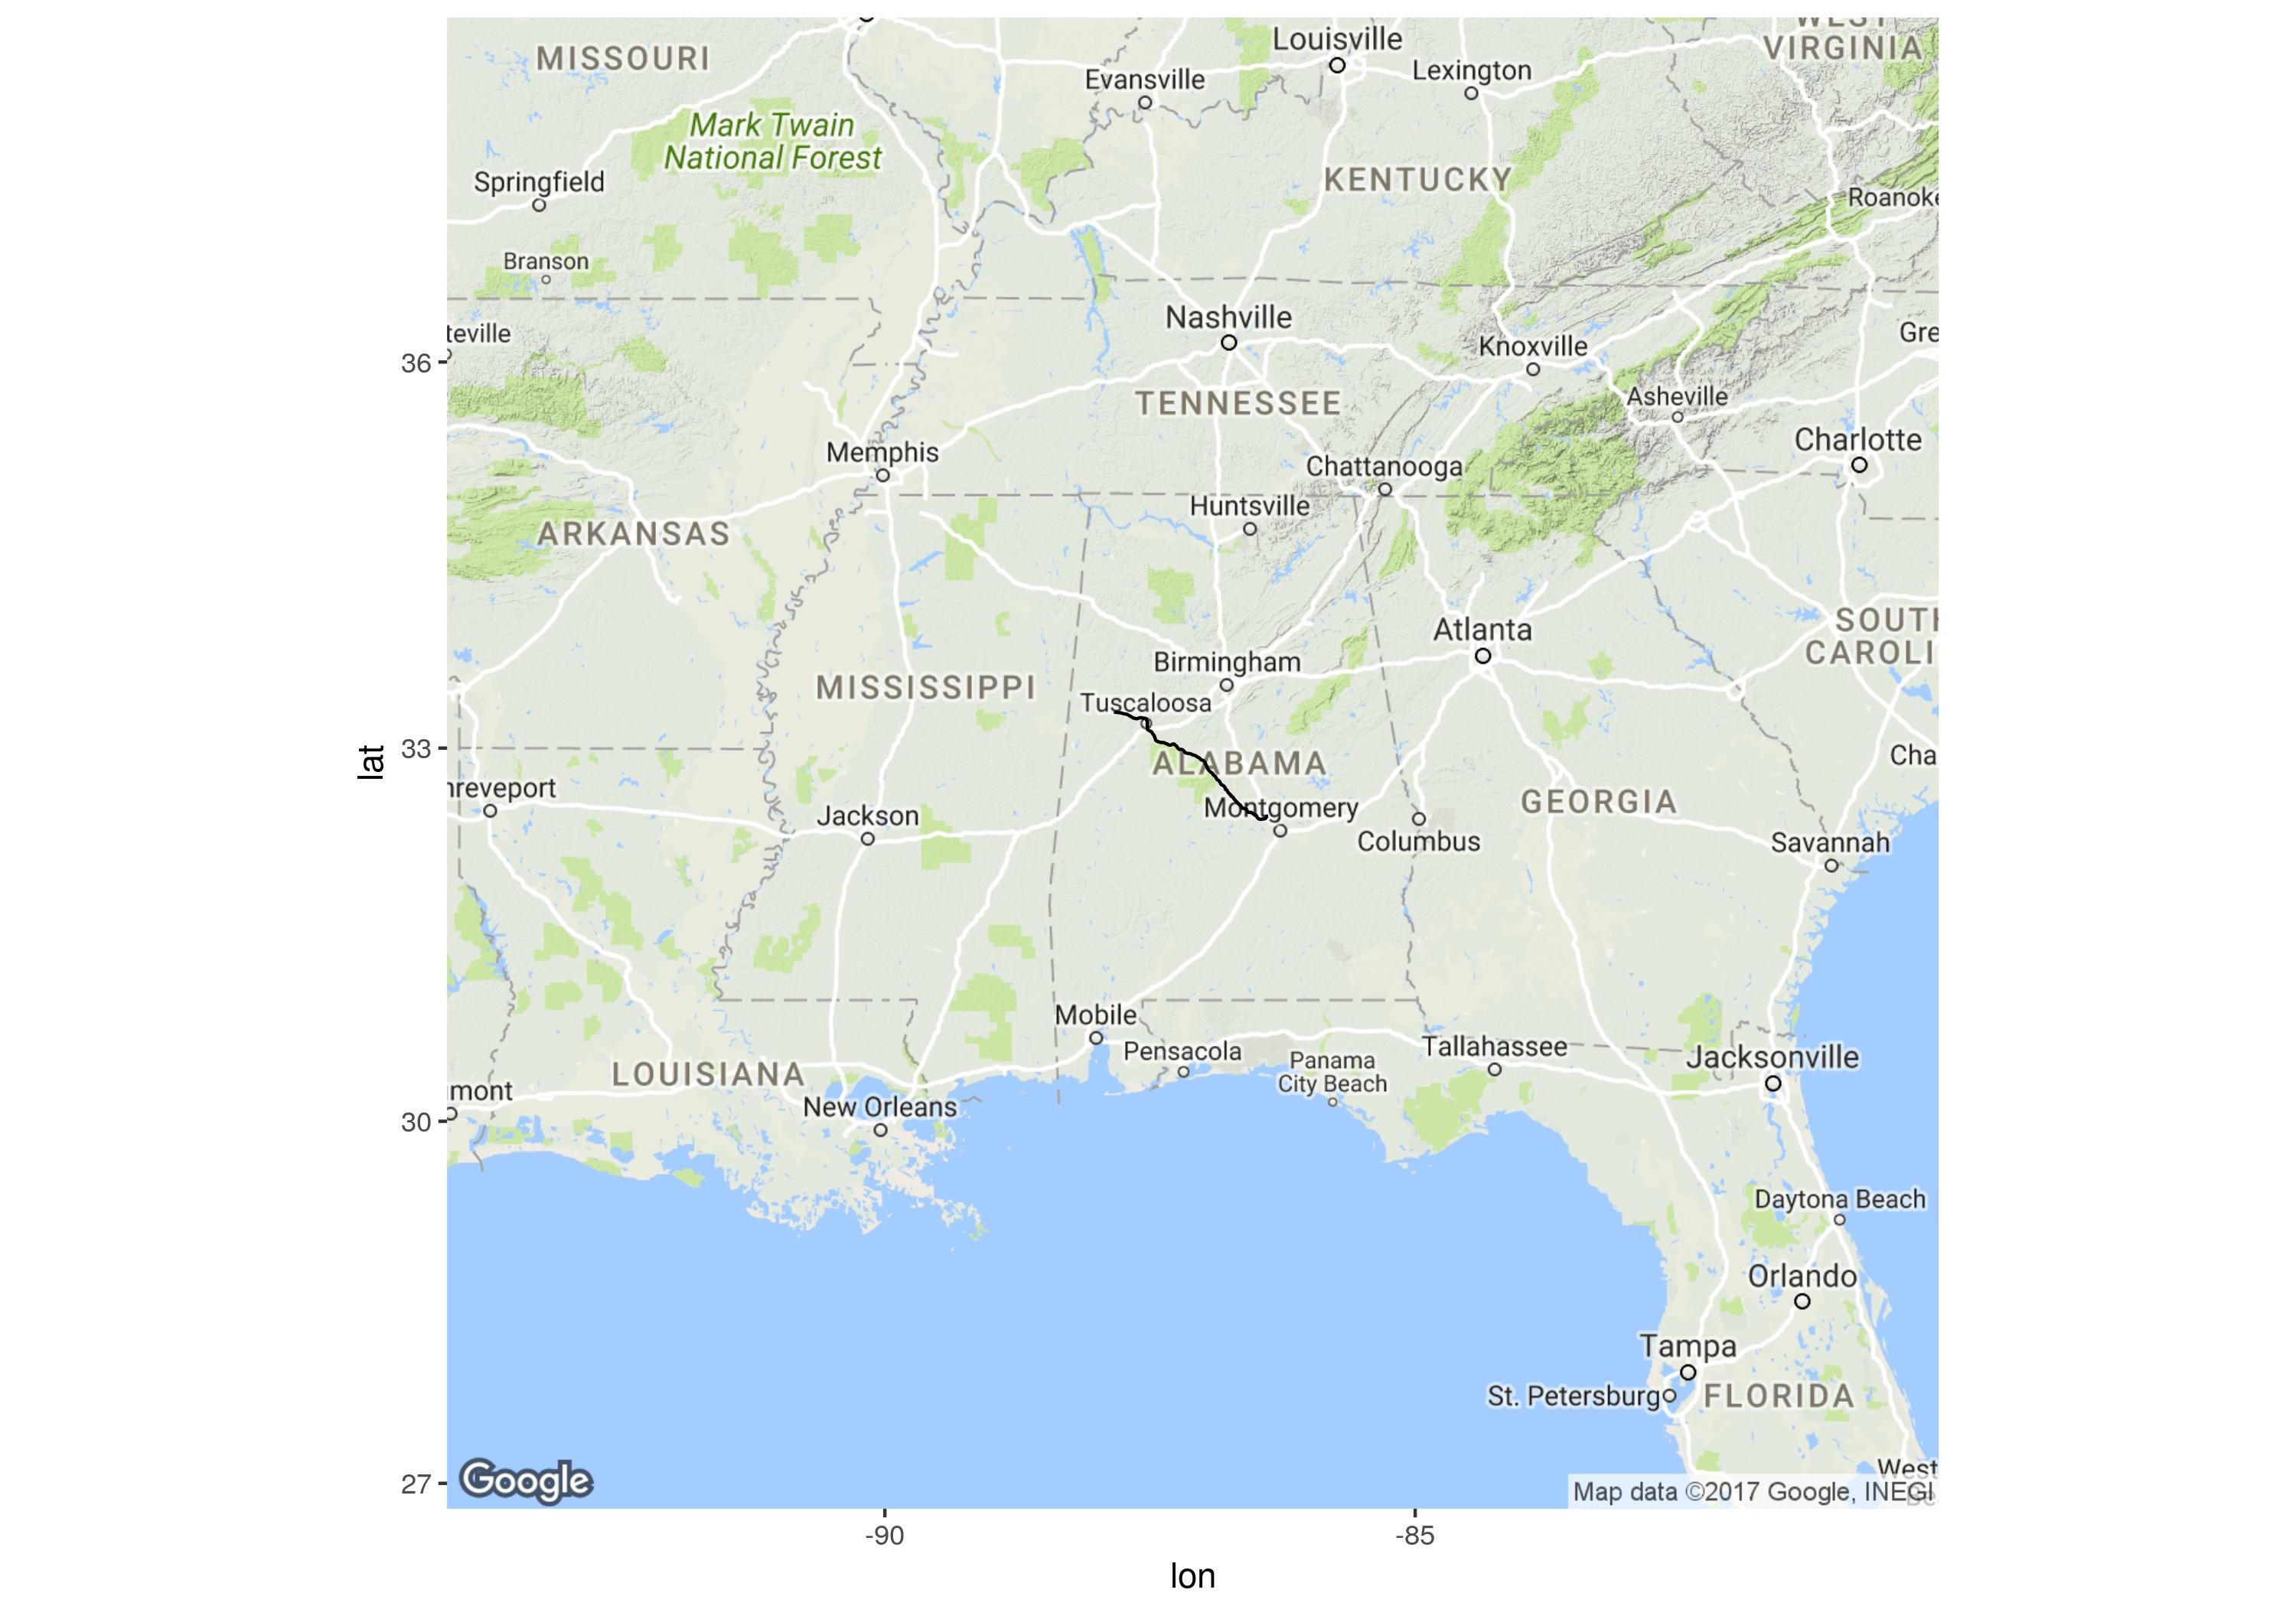 WEST
VIRGINIA
MISSOURI
Louisville
Evansville
Lexington
Mark Twain
National Forest
Springfield
KENTUCKY
Roanoke
Branson
Nashville
teville
Gre
36
Knoxville
TENNESSEE
Asheville
Memphis
Charlotte
Chattanooga
Huntsville
ARKANSAS
Atlanta
SOUTH
CAROLI
Birmingham
MISSISSIPPI
Tuscaloosa
33
lat
ALABAMA
Cha
hreveport
Montgomery
GEORGIA
Jackson
Columbus
Savannah
Mobile
Pensacola
Panama
City Beach
Tallahassee
Jacksonville
LOUISIANA
mont
New Orleans
30
Daytona Beach
Orlando
Tampa
St. Petersburg
FLORIDA
West
27
Google
Map data ©2017 Google, INEGI
-90
-85
lon